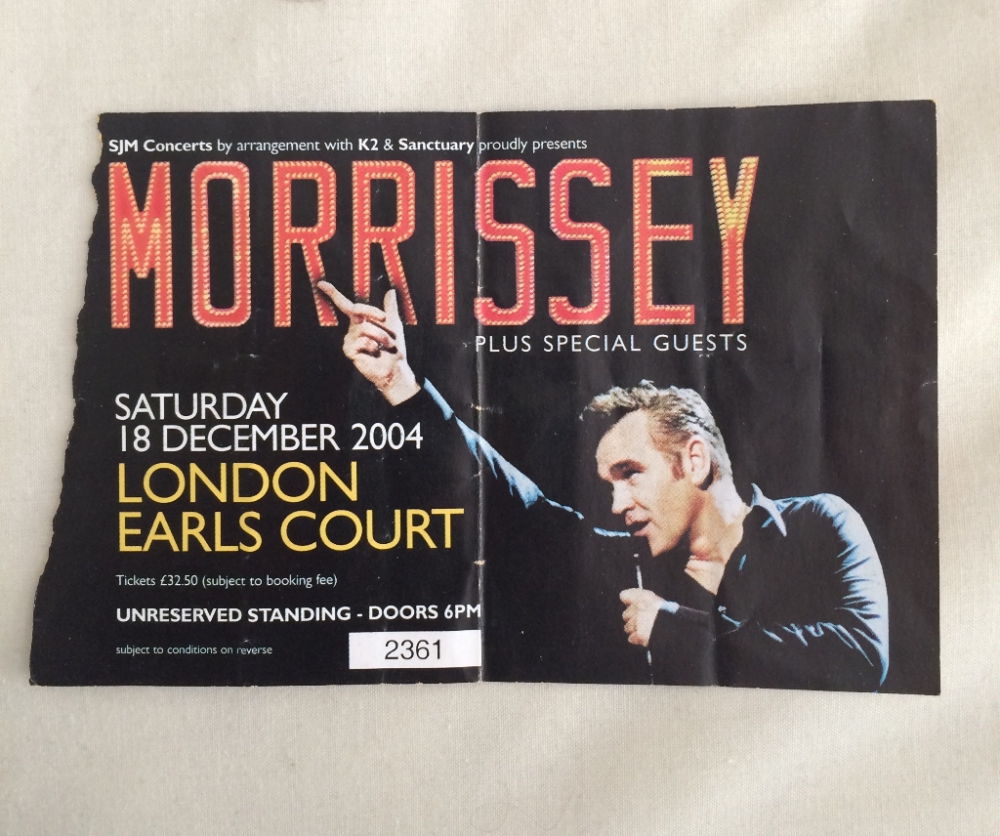 SJM Concerts by arrangement with K2 & Sanctuary proudly presents
MORRISSEY
PLUS SPECIAL GUESTS
SATURDAY
18 DECEMBER 2004
LONDON
EARLS COURT
Tickets £32.50 (subject to booking fee)
UNRESERVED STANDING - DOORS 6PM
subject to conditions on reverse
2361